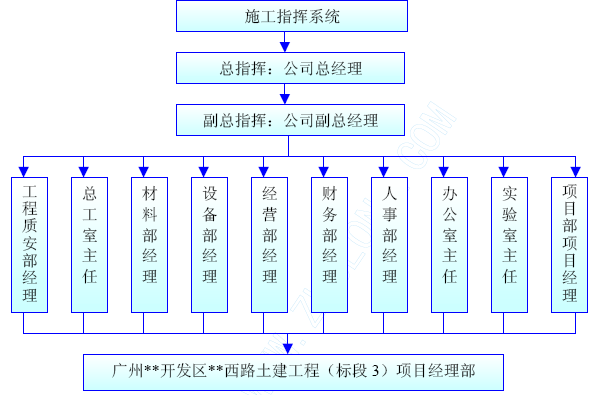 施工指挥系统
总指挥：公司总经理
副总指挥：公司副总经理
工程质安部经理
总工室主任
材料部经理
设备部经理
经营部经理
财务部经理
人事部经理
办公室主任
实验室主任
项目部项目经理
广州**开发区**西路土建工程（标段 3）项目经理部